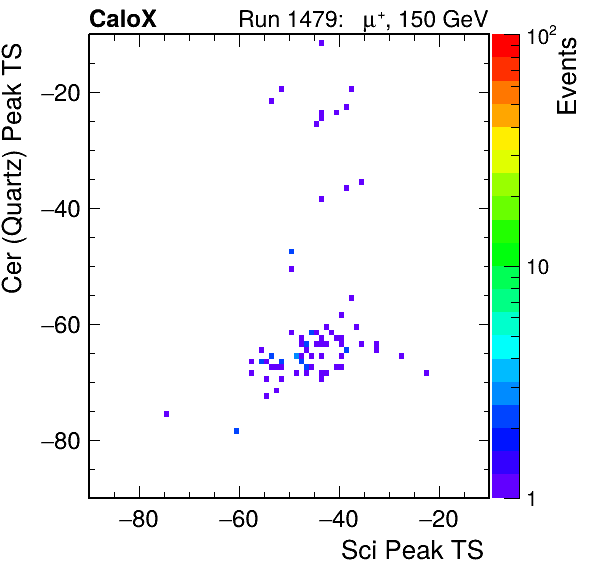 CaloX Run 1479: μ⁺, 150 GeV
Cer (Quartz) Peak TS
−20
−40
−60
−80
−80 −60 −40 −20
Sci Peak TS
Events
10²
10
1